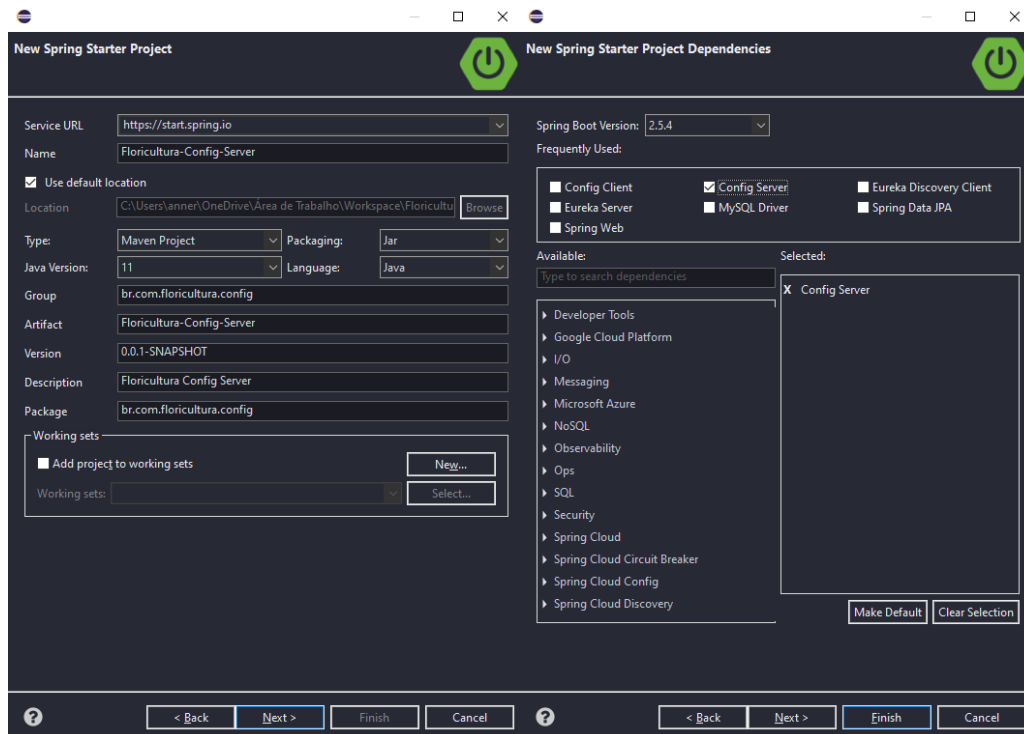 New Spring Starter Project
Service URL https://start.spring.io
Name Floricultura-Config-Server
Use default location
Location C:\Users\anner\OneDrive\Área de Trabalho\Workspace\Floricultu Browse
Type: Maven Project Packaging: Jar
Java Version: 11 Language: Java
Group br.com.floricultura.config
Artifact Floricultura-Config-Server
Version 0.0.1-SNAPSHOT
Description Floricultura Config Server
Package br.com.floricultura.config
Working sets
Add project to working sets New...
Working sets: Select...
? < Back Next > Finish Cancel
New Spring Starter Project Dependencies
Spring Boot Version: 2.5.4
Frequently Used:
Config Client Config Server Eureka Discovery Client
Eureka Server MySQL Driver Spring Data JPA
Spring Web
Available: Selected:
Type to search dependencies
X Config Server
Developer Tools
Google Cloud Platform
I/O
Messaging
Microsoft Azure
NoSQL
Observability
Ops
SQL
Security
Spring Cloud
Spring Cloud Circuit Breaker
Spring Cloud Config
Spring Cloud Discovery
Make Default Clear Selection
? < Back Next > Finish Cancel